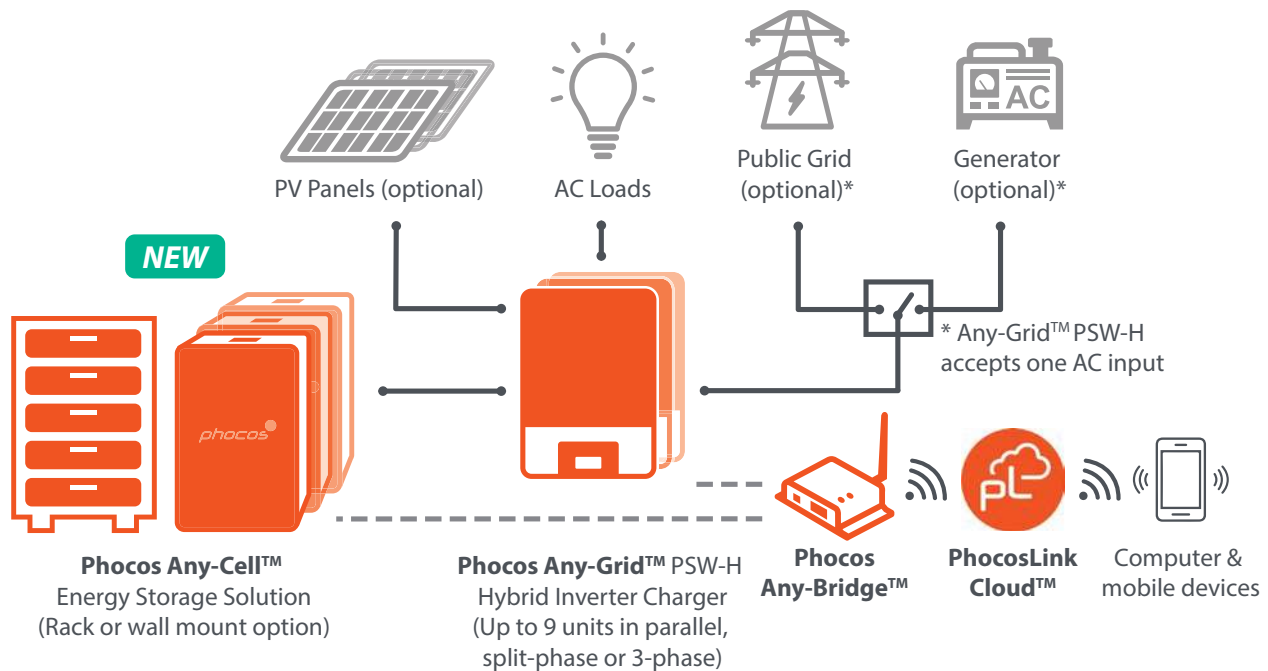 AC
PV Panels (optional)
AC Loads
Public Grid
(optional)*
Generator
(optional)*
NEW
* Any-Grid™ PSW-H
accepts one AC input
phocos
pL
Phocos Any-Cell™
Energy Storage Solution
(Rack or wall mount option)
Phocos Any-Grid™ PSW-H
Hybrid Inverter Charger
(Up to 9 units in parallel,
split-phase or 3-phase)
Phocos
Any-Bridge™
PhocosLink
Cloud™
Computer &
mobile devices